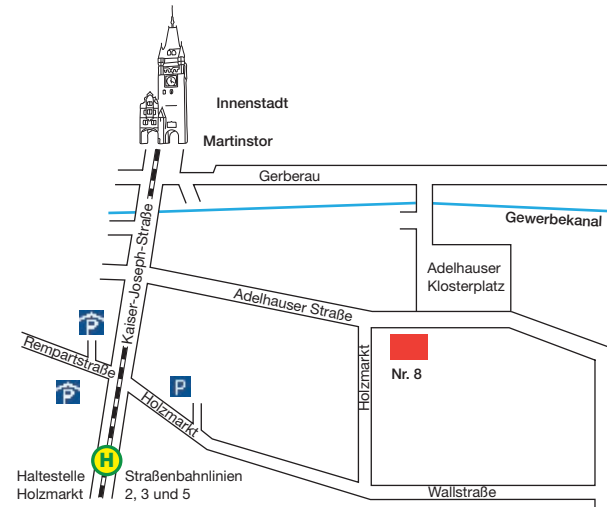 Innenstadt
Martinstor
Gerberau
Gewerbekanal
Kaiser-Joseph-Straße
Adelhauser
Klosterplatz
Adelhauser Straße
P
Rempartstraße
P
P
Holzmarkt
Holzmarkt
Nr. 8
H
Haltestelle
Holzmarkt
Straßenbahnlinien
2, 3 und 5
Wallstraße